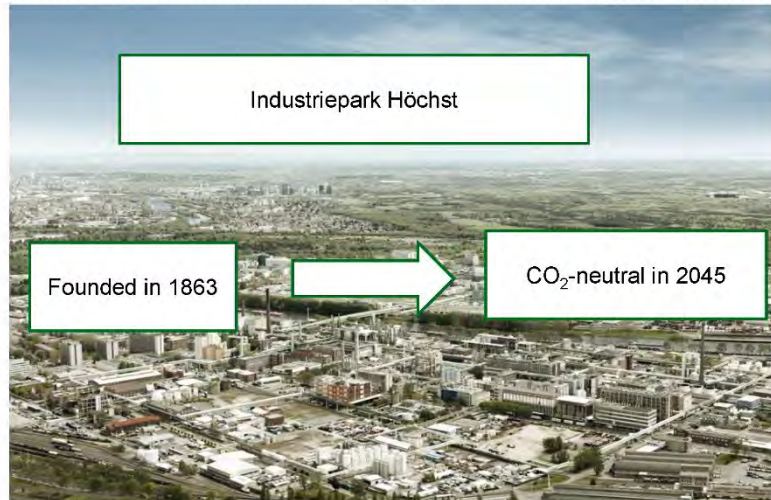 Industriepark Höchst
Founded in 1863
CO₂-neutral in 2045